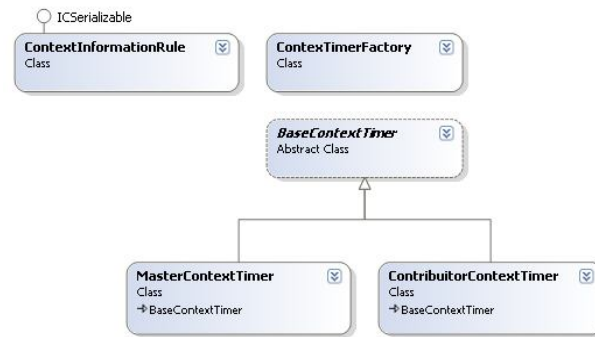 ICSerializable
ContextInformationRule
Class
ContexTimerFactory
Class
BaseContextTimer
Abstract Class
MasterContextTimer
Class
BaseContextTimer
ContribuitorContextTimer
Class
BaseContextTimer